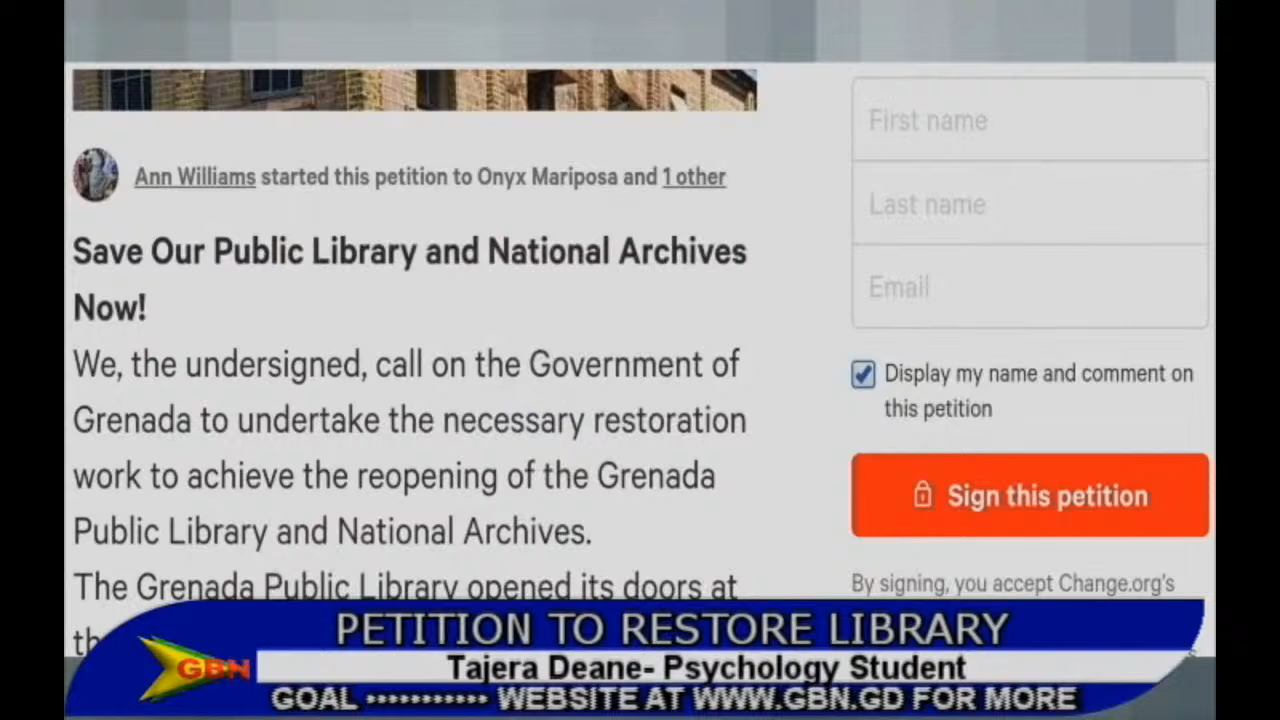 Ann Williams started this petition to Onyx Mariposa and 1 other
Save Our Public Library and National Archives
Now!
We, the undersigned, call on the Government of
Grenada to undertake the necessary restoration
work to achieve the reopening of the Grenada
Public Library and National Archives.
The Grenada Public Library opened its doors at
First name
Last name
Email
Display my name and comment on
this petition
Sign this petition
By signing, you accept Change.org's
PETITION TO RESTORE LIBRARY
GBN
Tajera Deane- Psychology Student
GOAL ••••••••••• WEBSITE AT WWW.GBN.GD FOR MORE